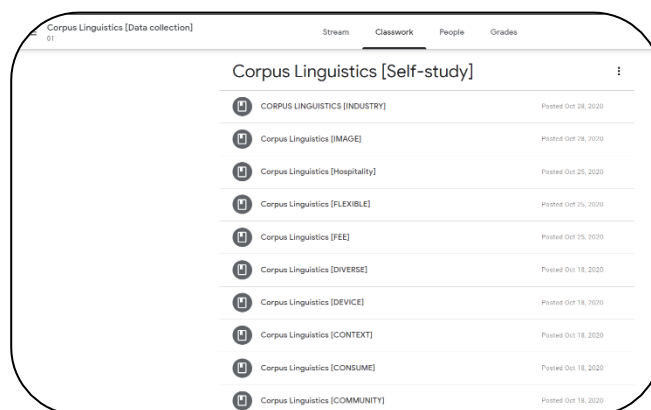 Corpus Linguistics [Data collection]
01
Stream Classwork People Grades
Corpus Linguistics [Self-study]
CORPUS LINGUISTICS [INDUSTRY] Posted Oct 28, 2020
Corpus Linguistics [IMAGE] Posted Oct 28, 2020
Corpus Linguistics [Hospitality] Posted Oct 25, 2020
Corpus Linguistics [FLEXIBLE] Posted Oct 25, 2020
Corpus Linguistics [FEE] Posted Oct 25, 2020
Corpus Linguistics [DIVERSE] Posted Oct 18, 2020
Corpus Linguistics [DEVICE] Posted Oct 18, 2020
Corpus Linguistics [CONTEXT] Posted Oct 18, 2020
Corpus Linguistics [CONSUME] Posted Oct 18, 2020
Corpus Linguistics [COMMUNITY] Posted Oct 18, 2020